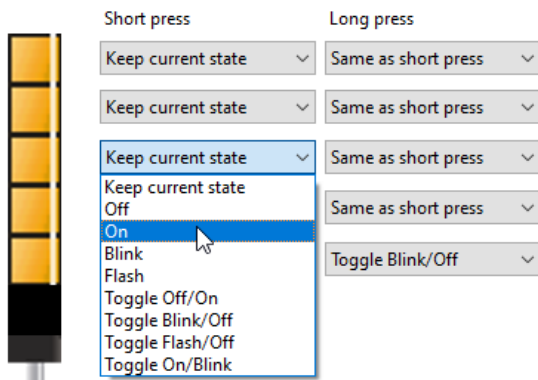 Short press Long press
Keep current state Same as short press
Keep current state Same as short press
Keep current state Same as short press
Keep current state
Off Same as short press
On
Blink Toggle Blink/Off
Flash
Toggle Off/On
Toggle Blink/Off
Toggle Flash/Off
Toggle On/Blink